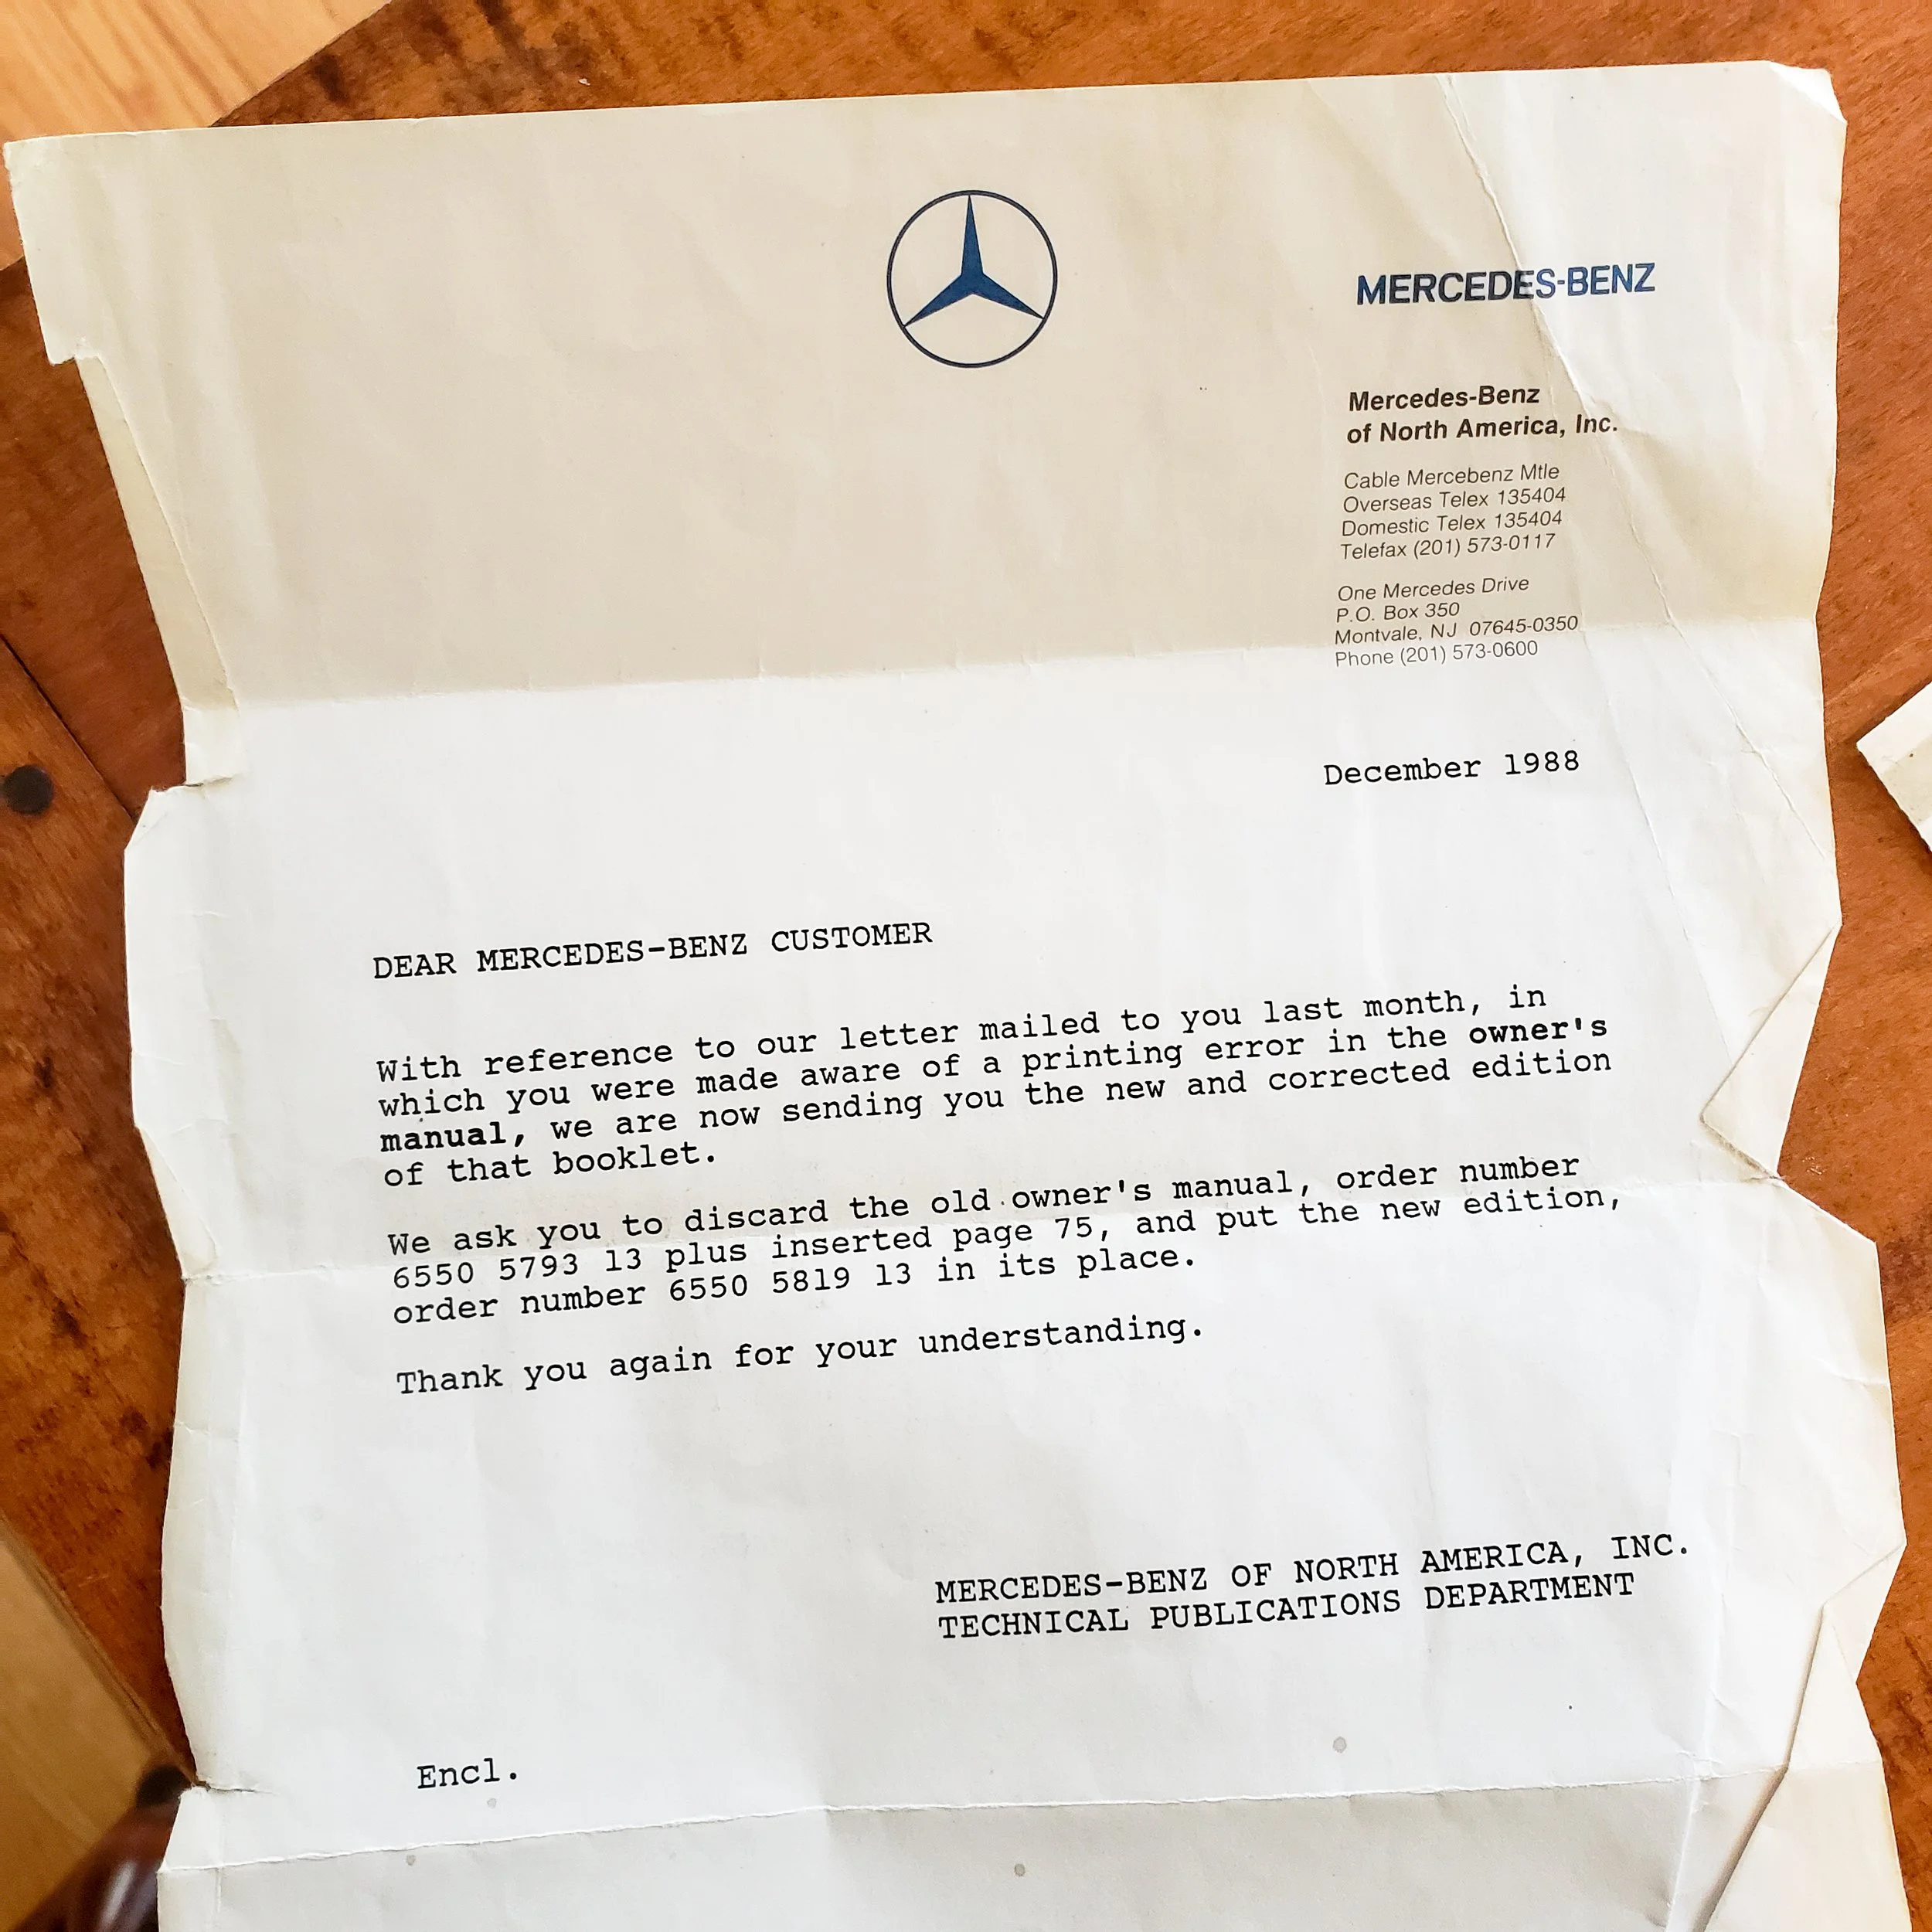 MERCEDES-BENZ
Mercedes-Benz
of North America, Inc.
Cable Mercebenz Mtle
Overseas Telex 135404
Domestic Telex 135404
Telefax (201) 573-0117
One Mercedes Drive
P.O. Box 350
Montvale, NJ 07645-0350
Phone (201) 573-0600
December 1988
DEAR MERCEDES-BENZ CUSTOMER
With reference to our letter mailed to you last month, in
which you were made aware of a printing error in the owner's
manual, we are now sending you the new and corrected edition
of that booklet.
We ask you to discard the old owner's manual, order number
6550 5793 13 plus inserted page 75, and put the new edition,
order number 6550 5819 13 in its place.
Thank you again for your understanding.
MERCEDES-BENZ OF NORTH AMERICA, INC.
TECHNICAL PUBLICATIONS DEPARTMENT
Encl.